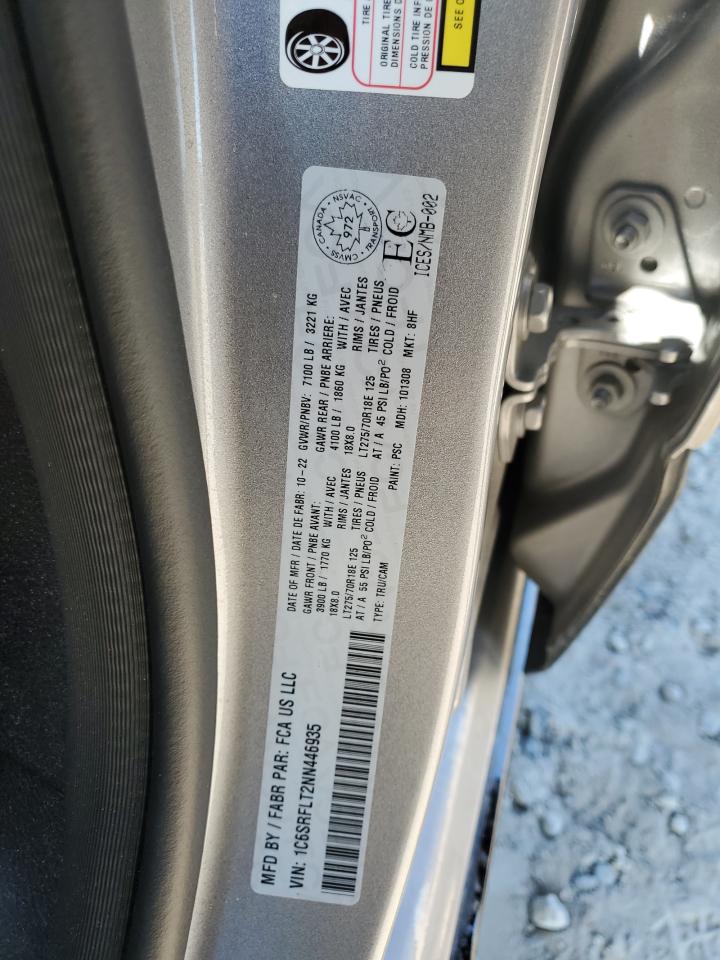 TIRE
ORIGINAL TIRE
DIMENSIONS D
COLD TIRE INF
PRESSION DE
SEE O
MFD BY / FABR PAR: FCA US LLC
VIN: 1C6SRFLT2NN446935
DATE OF MFR / DATE DE FABR: 10-22 GVWR/PNBV: 7100 LB / 3221 KG
GAWR FRONT / PNBE AVANT: GAWR REAR / PNBE ARRIERE:
3900 LB / 1770 KG WITH / AVEC 4100 LB / 1860 KG WITH / AVEC
18X8.0 RIMS / JANTES 18X8.0 RIMS / JANTES
LT275/70R18E 125 TIRES / PNEUS LT275/70R18E 125 TIRES / PNEUS
AT / A 55 PSI LB/PO² COLD / FROID AT / A 45 PSI LB/PO² COLD / FROID
TYPE: TRU/CAM PAINT: PSC MDH: 101308 MKT: 8HF
CANADA • NSVAC • TRANSPORT • CMVSS •
972
EC
ICES/NMB-002